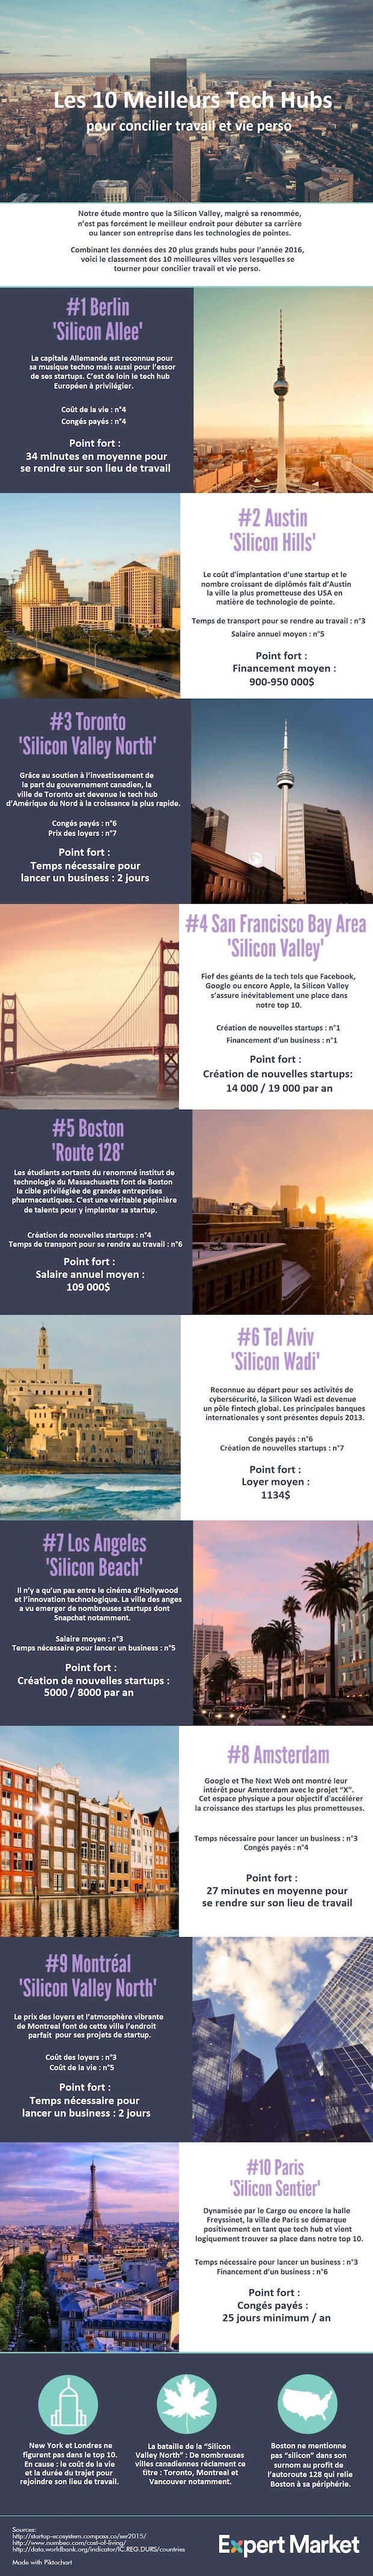 Les 10 Meilleurs Tech Hubs
pour concilier travail et vie perso
Notre étude montre que la Silicon Valley, malgré sa renommée,
n'est pas forcément le meilleur endroit pour débuter sa carrière
ou lancer son entreprise dans les technologies de pointes.
Combinant les données des 20 plus grands hubs pour l'année 2016,
voici le classement des 10 meilleures villes vers lesquelles se
tourner pour concilier travail et vie perso.
#1 Berlin
'Silicon Allee'
La capitale Allemande est reconnue pour
sa musique techno mais aussi pour l'essor
de ses startups. C'est de loin le tech hub
Européen à privilégier.
Coût de la vie : n°4
Congés payés : n°4
Point fort :
34 minutes en moyenne pour
se rendre sur son lieu de travail
#2 Austin
'Silicon Hills'
Le coût d'implantation d'une startup et le
nombre croissant de diplômés fait d'Austin
la ville la plus prometteuse des USA en
matière de technologie de pointe.
Temps de transport pour se rendre au travail : n°3
Salaire annuel moyen : n°5
Point fort :
Financement moyen :
900-950 000$
#3 Toronto
'Silicon Valley North'
Grâce au soutien à l'investissement de
la part du gouvernement canadien, la
ville de Toronto est devenue le tech hub
d'Amérique du Nord à la croissance la plus rapide.
Congés payés : n°6
Prix des loyers : n°7
Point fort :
Temps nécessaire pour
lancer un business : 2 jours
#4 San Francisco Bay Area
'Silicon Valley'
Fief des géants de la tech tels que Facebook,
Google ou encore Apple, la Silicon Valley
s'assure inévitablement une place dans
notre top 10.
Création de nouvelles startups : n°1
Financement d'un business : n°1
Point fort :
Création de nouvelles startups:
14 000 / 19 000 par an
#5 Boston
'Route 128'
Les étudiants sortants du renommé institut de
technologie du Massachusetts font de Boston
la cible privilégiée de grandes entreprises
pharmaceutiques. C'est une véritable pépinière
de talents pour y implanter sa startup.
Création de nouvelles startups : n°4
Temps de transport pour se rendre au travail : n°6
Point fort :
Salaire annuel moyen :
109 000$
#6 Tel Aviv
'Silicon Wadi'
Reconnue au départ pour ses activités de
cybersécurité, la Silicon Wadi est devenue
un pôle fintech global. Les principales banques
internationales y sont présentes depuis 2013.
Congés payés : n°6
Création de nouvelles startups : n°7
Point fort :
Loyer moyen :
1134$
#7 Los Angeles
'Silicon Beach'
Il n'y a qu'un pas entre le cinéma d'Hollywood
et l'innovation technologique. La ville des anges
a vu emerger de nombreuses startups dont
Snapchat notamment.
Salaire moyen : n°3
Temps nécessaire pour lancer un business : n°5
Point fort :
Création de nouvelles startups :
5000 / 8000 par an
#8 Amsterdam
Google et The Next Web ont montré leur
intérêt pour Amsterdam avec le projet "X".
Cet espace physique a pour objectif d'accélérer
la croissance des startups les plus prometteuses.
Temps nécessaire pour lancer un business : n°3
Congés payés : n°4
Point fort :
27 minutes en moyenne pour
se rendre sur son lieu de travail
#9 Montréal
'Silicon Valley North'
Le prix des loyers et l'atmosphère vibrante
de Montreal font de cette ville l'endroit
parfait pour ses projets de startup.
Coût des loyers : n°3
Coût de la vie : n°5
Point fort :
Temps nécessaire pour
lancer un business : 2 jours
#10 Paris
'Silicon Sentier'
Dynamisée par le Cargo ou encore la halle
Freyssinet, la ville de Paris se démarque
positivement en tant que tech hub et vient
logiquement trouver sa place dans notre top 10.
Temps nécessaire pour lancer un business : n°3
Financement d'un business : n°6
Point fort :
Congés payés :
25 jours minimum / an
New York et Londres ne
figurent pas dans le top 10.
En cause : le coût de la vie
et la durée du trajet pour
rejoindre son lieu de travail.
La bataille de la "Silicon
Valley North" : De nombreuses
villes canadiennes réclament ce
titre : Toronto, Montreal et
Vancouver notamment.
Boston ne mentionne
pas "silicon" dans son
surnom au profit de
l'autoroute 128 qui relie
Boston à sa périphérie.
Sources:
http://startup-ecosystem.compass.co/ser2015/
http://www.numbeo.com/cost-of-living/
http://data.worldbank.org/indicator/IC.REG.DURS/countries
Made with Piktochart
Expert Market